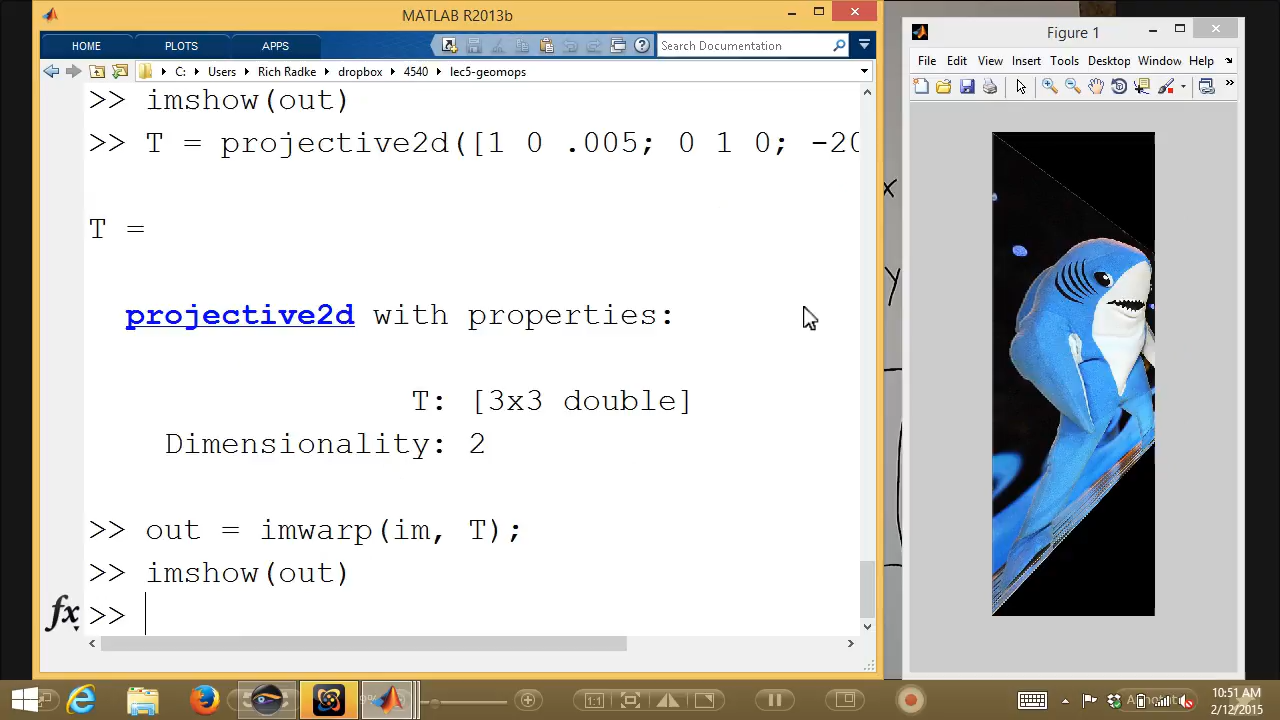 MATLAB R2013b
HOME PLOTS APPS
Search Documentation
C: Users Rich Radke dropbox 4540 lec5-geomops
>> imshow(out)
>> T = projective2d([1 0 .005; 0 1 0; -20
T =
projective2d with properties:
T: [3x3 double]
Dimensionality: 2
>> out = imwarp(im, T);
>> imshow(out)
>>
fx
Figure 1
File Edit View Insert Tools Desktop Window Help
x
y
1:1
10:51 AM
2/12/2015